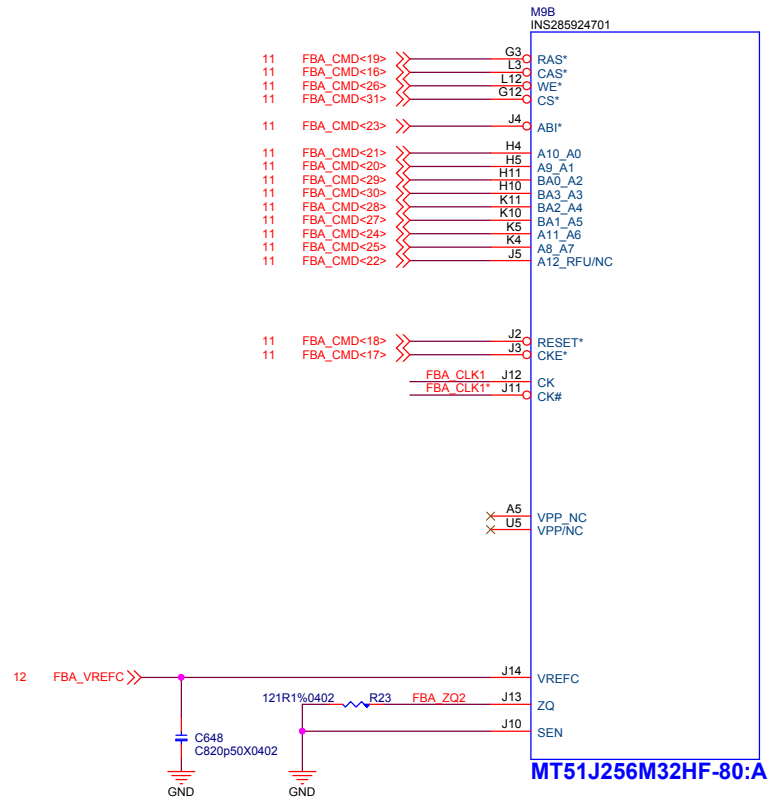 M9B
INS285924701
11 FBA_CMD<19> G3 RAS*
11 FBA_CMD<16> L3 CAS*
11 FBA_CMD<26> L12 WE*
11 FBA_CMD<31> G12 CS*
11 FBA_CMD<23> J4 ABI*
11 FBA_CMD<21> H4 A10_A0
11 FBA_CMD<20> H5 A9_A1
11 FBA_CMD<29> H11 BA0_A2
11 FBA_CMD<30> H10 BA3_A3
11 FBA_CMD<28> K11 BA2_A4
11 FBA_CMD<27> K10 BA1_A5
11 FBA_CMD<24> K5 A11_A6
11 FBA_CMD<25> K4 A8_A7
11 FBA_CMD<22> J5 A12_RFU/NC
11 FBA_CMD<18> J2 RESET*
11 FBA_CMD<17> J3 CKE*
FBA_CLK1 J12 CK
FBA_CLK1* J11 CK#
A5 VPP_NC
U5 VPP/NC
12 FBA_VREFC J14 VREFC
121R1%0402 R23 FBA_ZQ2 J13 ZQ
J10 SEN
C648
C820p50X0402
GND GND
MT51J256M32HF-80:A